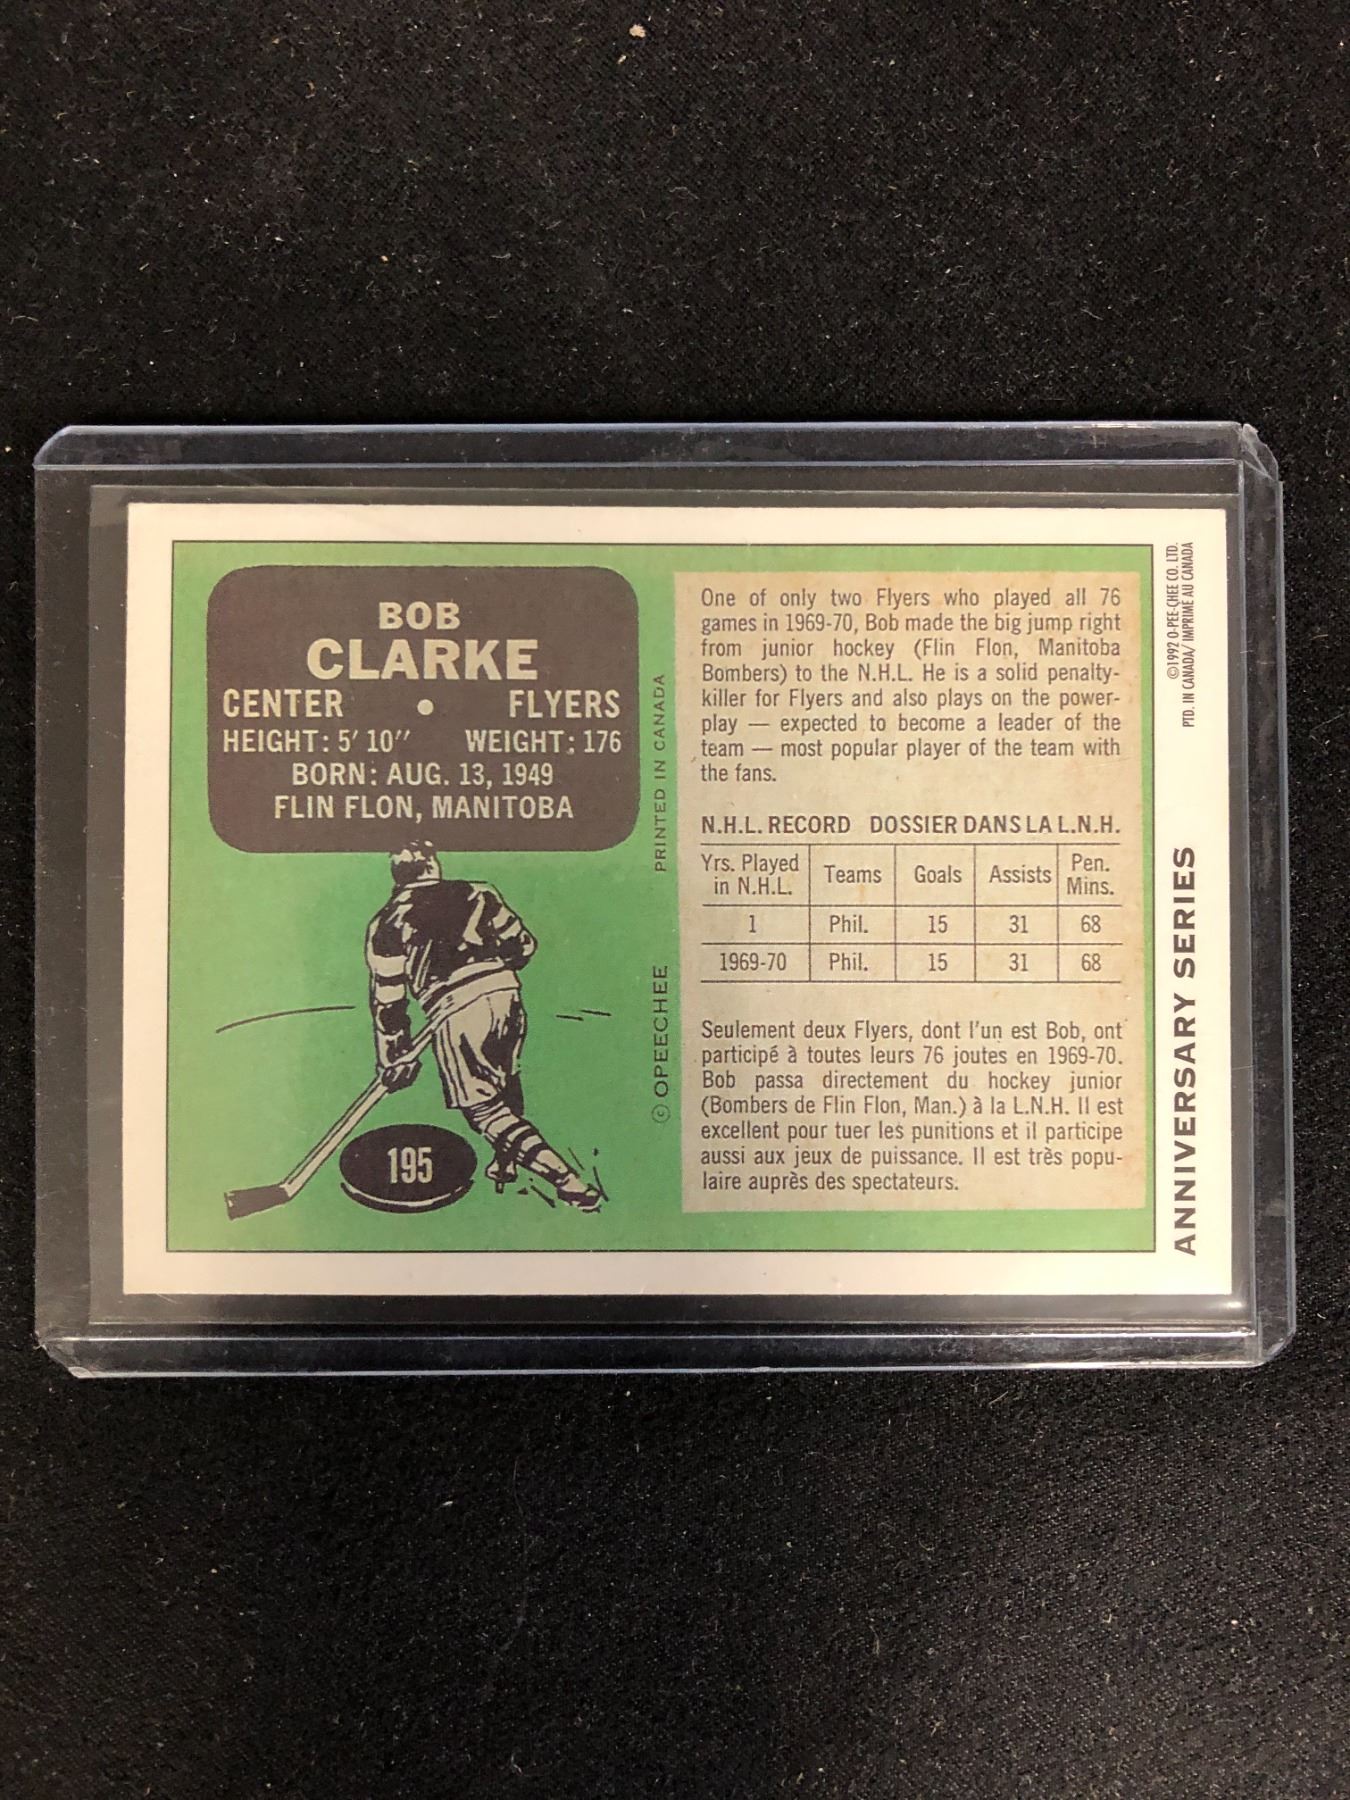 BOB
CLARKE
CENTER • FLYERS
HEIGHT: 5' 10" WEIGHT: 176
BORN: AUG. 13, 1949
FLIN FLON, MANITOBA
195
© OPEECHEE PRINTED IN CANADA
One of only two Flyers who played all 76
games in 1969-70, Bob made the big jump right
from junior hockey (Flin Flon, Manitoba
Bombers) to the N.H.L. He is a solid penalty-
killer for Flyers and also plays on the power-
play — expected to become a leader of the
team — most popular player of the team with
the fans.
N.H.L. RECORD DOSSIER DANS LA L.N.H.
Yrs. Played in N.H.L. Teams Goals Assists Pen. Mins.
1 Phil. 15 31 68
1969-70 Phil. 15 31 68
Seulement deux Flyers, dont l'un est Bob, ont
participé à toutes leurs 76 joutes en 1969-70.
Bob passa directement du hockey junior
(Bombers de Flin Flon, Man.) à la L.N.H. Il est
excellent pour tuer les punitions et il participe
aussi aux jeux de puissance. Il est très popu-
laire auprès des spectateurs.
ANNIVERSARY SERIES
©1992 O-PEE-CHEE CO. LTD.
PTD. IN CANADA/ IMPRIME AU CANADA